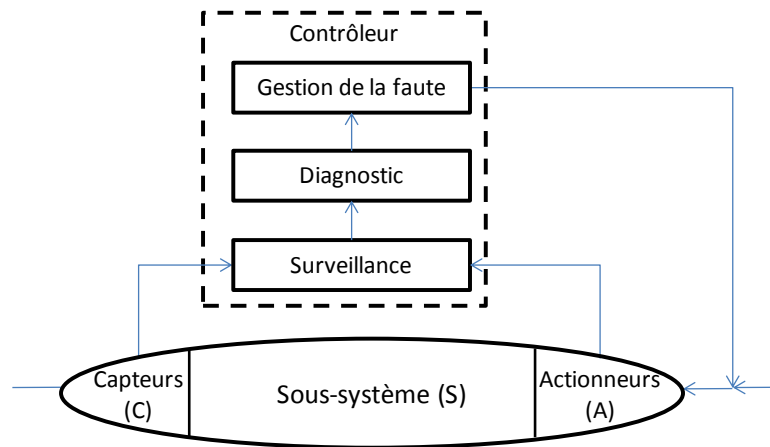 Contrôleur
Gestion de la faute
Diagnostic
Surveillance
Capteurs
(C)
Sous-système (S)
Actionneurs
(A)